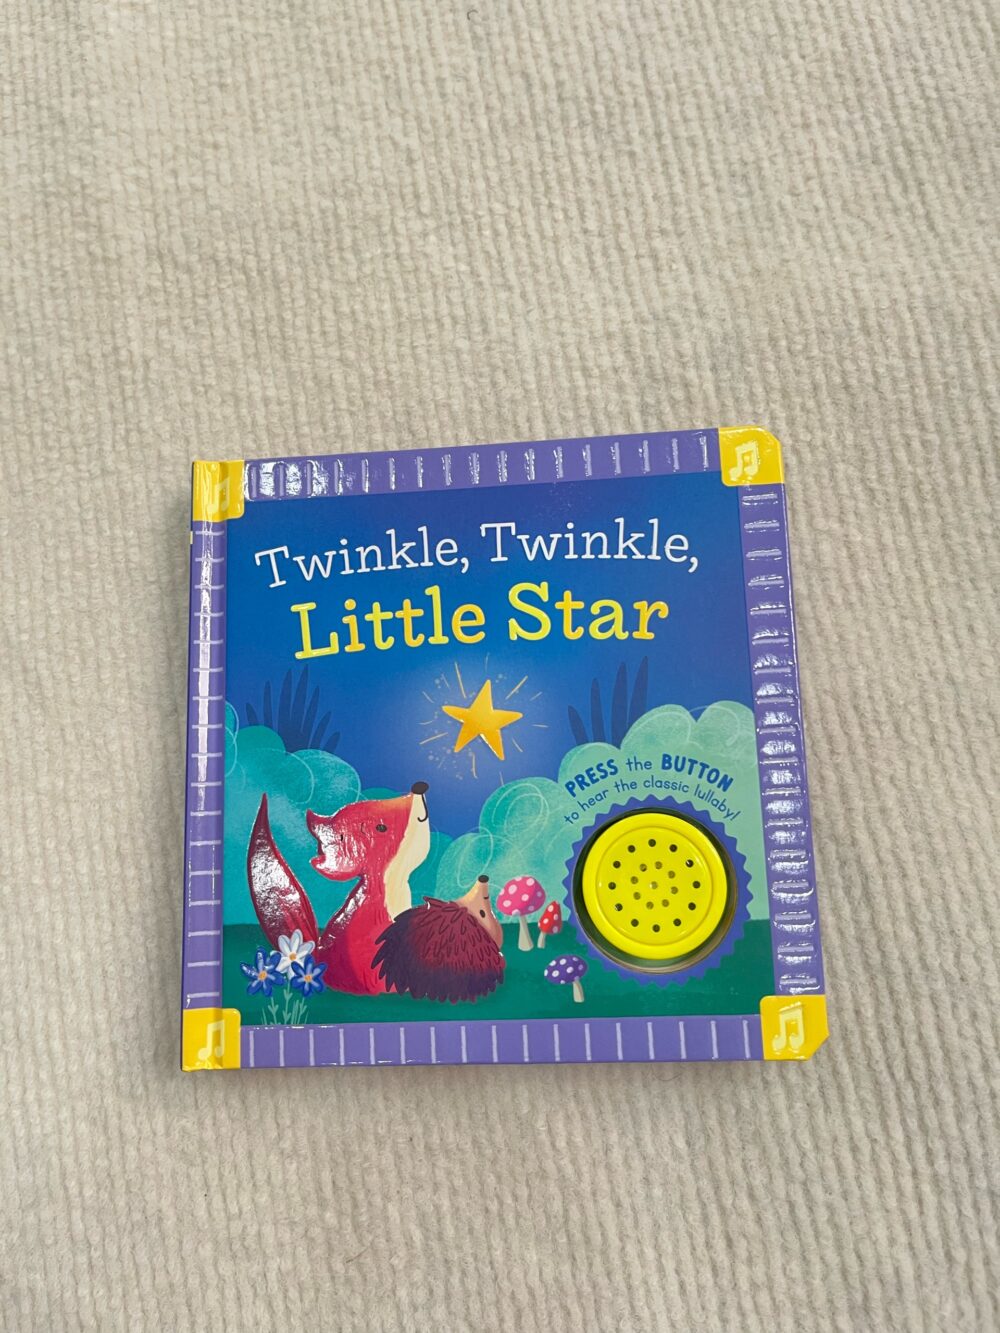 Twinkle, Twinkle,
Little Star
PRESS the BUTTON
to hear the classic lullaby!